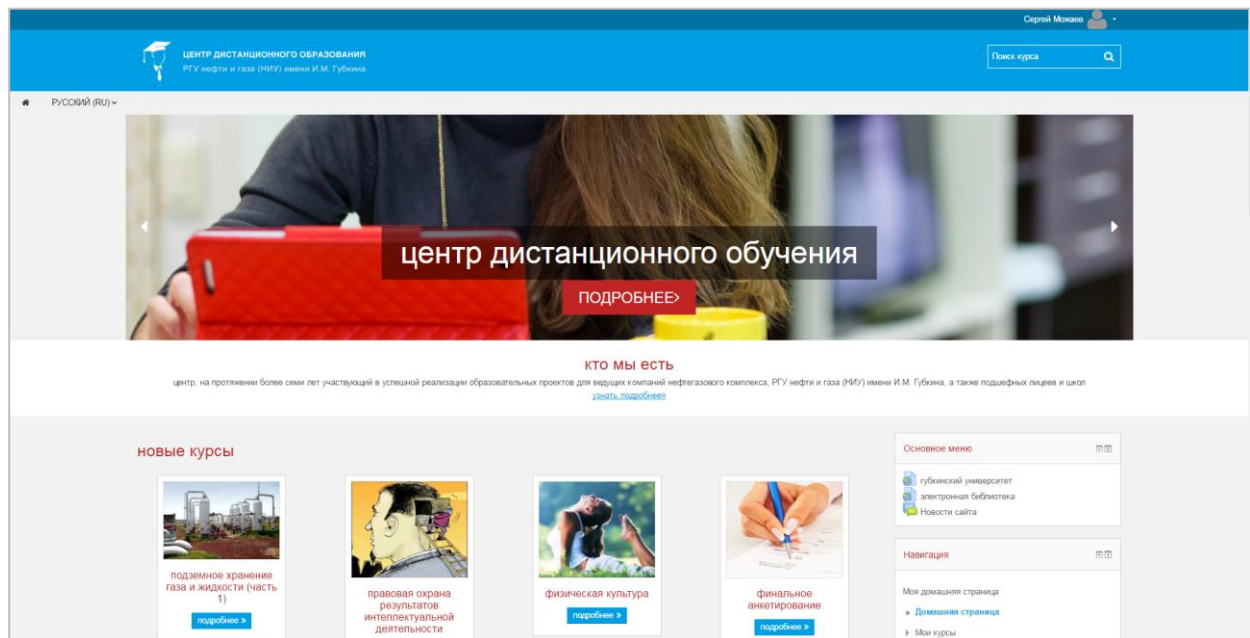 Сергей Можаев
ЦЕНТР ДИСТАНЦИОННОГО ОБРАЗОВАНИЯ
РГУ нефти и газа (НИУ) имени И.М. Губкина
Поиск курса
РУССКИЙ (RU)
центр дистанционного обучения
ПОДРОБНЕЕ>
кто мы есть
центр, на протяжении более семи лет участвующий в успешной реализации образовательных проектов для ведущих компаний нефтегазового комплекса, РГУ нефти и газа (НИУ) имени И.М. Губкина, а также подшефных лицеев и школ
узнать подробнее»
новые курсы
подземное хранение
газа и жидкости (часть
1)
подробнее »
правовая охрана
результатов
интеллектуальной
деятельности
физическая культура
подробнее »
финальное
анкетирование
подробнее »
Основное меню
губкинский университет
электронная библиотека
Новости сайта
Навигация
Моя домашняя страница
Домашняя страница
Мои курсы